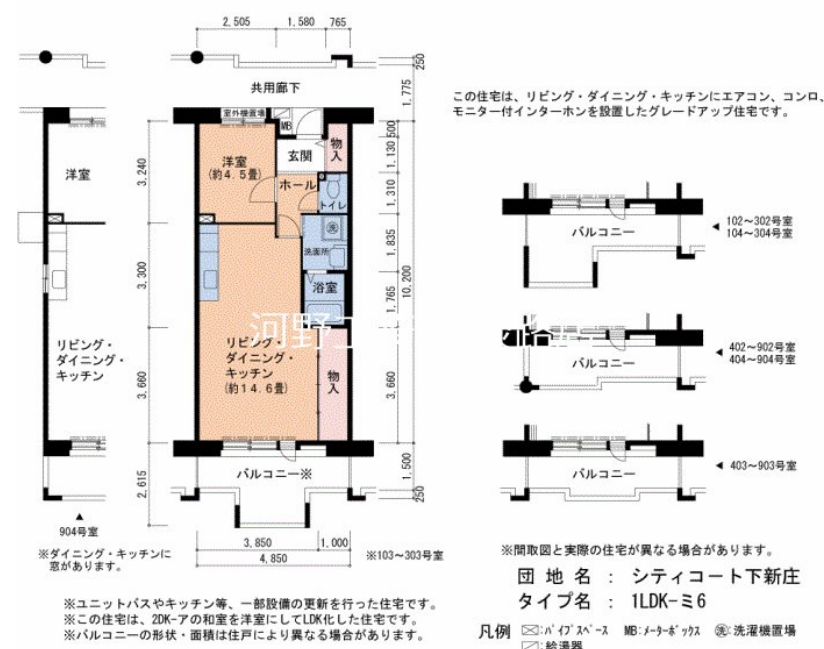 2,505 1,580 765
250
共用廊下
1,775
この住宅は、リビング・ダイニング・キッチンにエアコン、コンロ、
モニター付インターホンを設置したグレードアップ住宅です。
室外機置場
MB
500
洋室
(約4.5畳)
玄関
物入
1,130
洋室
3,240
ホール
1,310
トイレ
バルコニー
102~302号室
104~304号室
洗
洗面所
1,835
3,300
10,200
浴室
1,765
河野工
リビング・
ダイニング・
キッチン
リビング・
ダイニング・
キッチン
(約14.6畳)
物入
3,660
3,660
バルコニー
402~902号室
404~904号室
バルコニー※
1,500
2,615
250
バルコニー
403~903号室
904号室
※ダイニング・キッチンに
窓があります。
3,850 1,000
4,850
※103~303号室
※間取図と実際の住宅が異なる場合があります。
団地名 : シティコート下新庄
タイプ名 : 1LDK-ミ6
※ユニットバスやキッチン等、一部設備の更新を行った住宅です。
※この住宅は、2DK-アの和室を洋室にしてLDK化した住宅です。
※バルコニーの形状・面積は住戸により異なる場合があります。
凡例 :パイプスペース MB:メーターボックス 洗:洗濯機置場
:給湯器